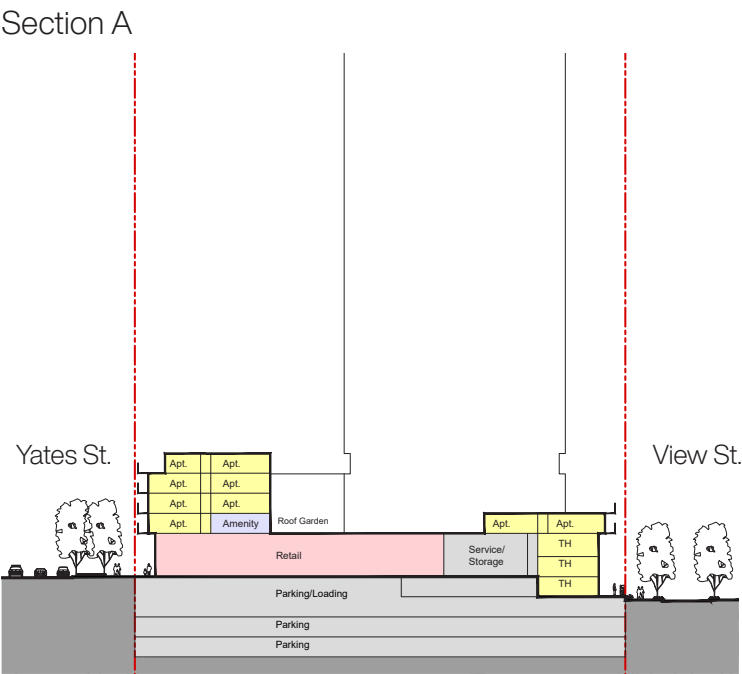 Section A
Yates St.
View St.
Apt. Apt.
Apt. Apt.
Apt. Apt.
Apt. Amenity Roof Garden Apt. Apt.
Retail
Service/
Storage
TH
TH
TH
Parking/Loading
Parking
Parking